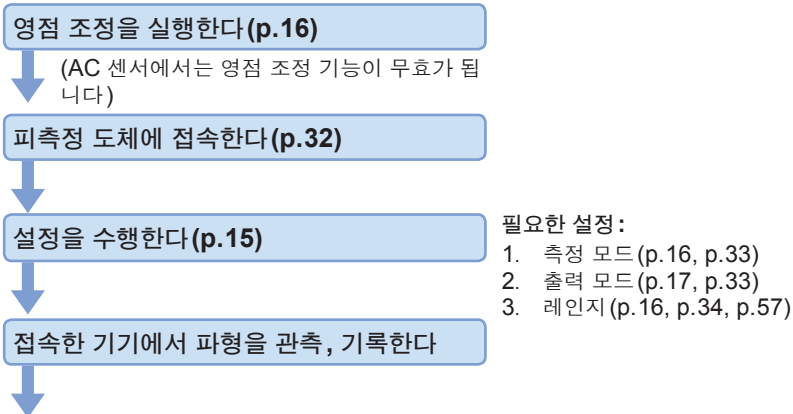 영점 조정을 실행한다(p.16)
(AC 센서에서는 영점 조정 기능이 무효가 됩
니다)
피측정 도체에 접속한다(p.32)
설정을 수행한다(p.15)
필요한 설정:
1. 측정 모드(p.16, p.33)
2. 출력 모드(p.17, p.33)
3. 레인지(p.16, p.34, p.57)
접속한 기기에서 파형을 관측, 기록한다